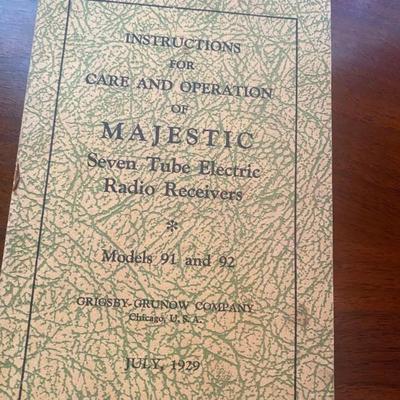 INSTRUCTIONS
FOR
CARE AND OPERATION
OF
MAJESTIC
Seven Tube Electric
Radio Receivers
*
Models 91 and 92
GRIGSBY-GRUNOW COMPANY
Chicago, U. S. A.
JULY, 1929